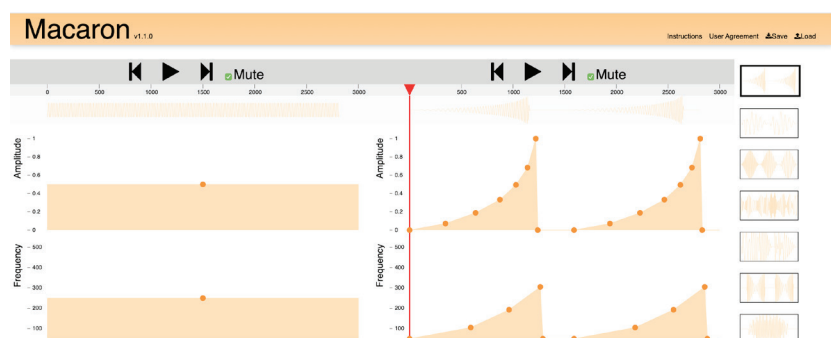 Macaron v1.1.0
Instructions User Agreement Save Load
Mute Mute
0 500 1000 1500 2000 2500 3000 500 1000 1500 2000 2500 3000
Amplitude
- 1
- 0.8
- 0.6
- 0.4
- 0.2
- 0
Frequency
- 500
- 400
- 300
- 200
- 100
Amplitude
- 1
- 0.8
- 0.6
- 0.4
- 0.2
- 0
Frequency
- 500
- 400
- 300
- 200
- 100